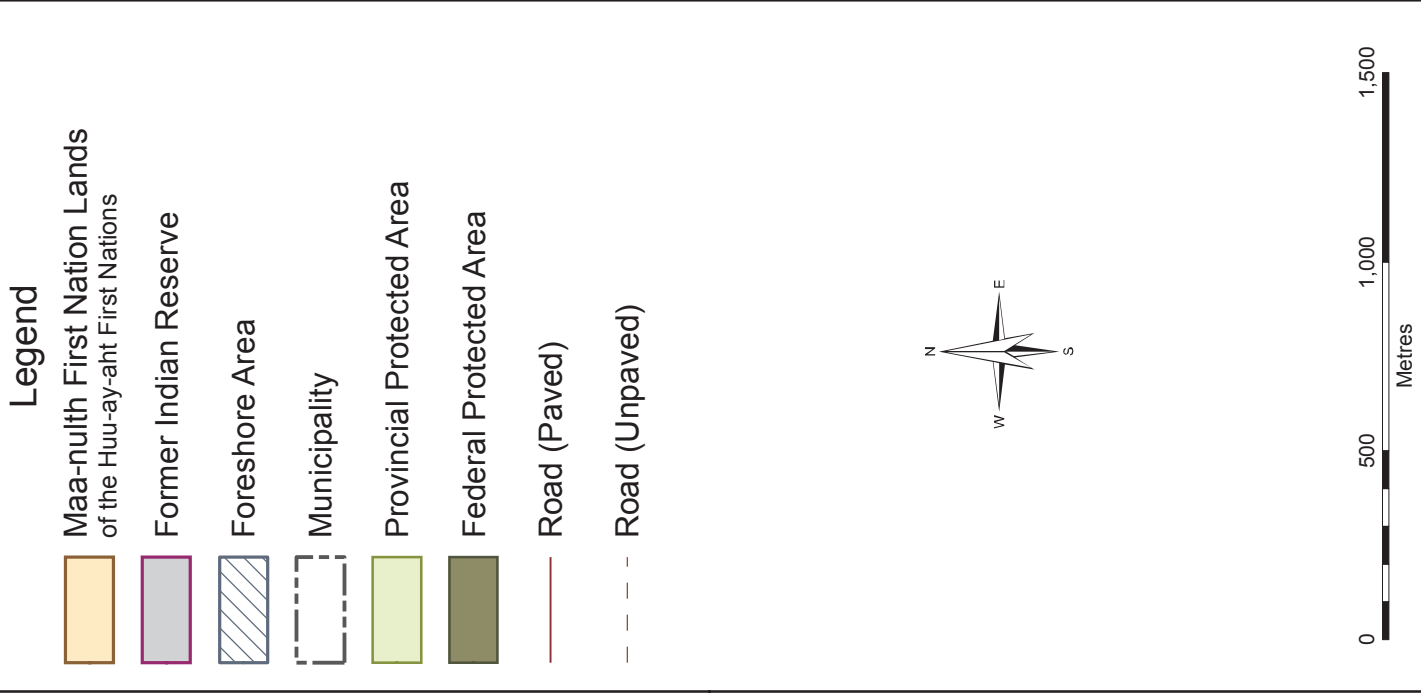 Legend
Maa-nulth First Nation Lands
of the Huu-ay-aht First Nations
Former Indian Reserve
Foreshore Area
Municipality
Provincial Protected Area
Federal Protected Area
Road (Paved)
Road (Unpaved)
N
W
E
S
0 500 1,000 1,500
Metres